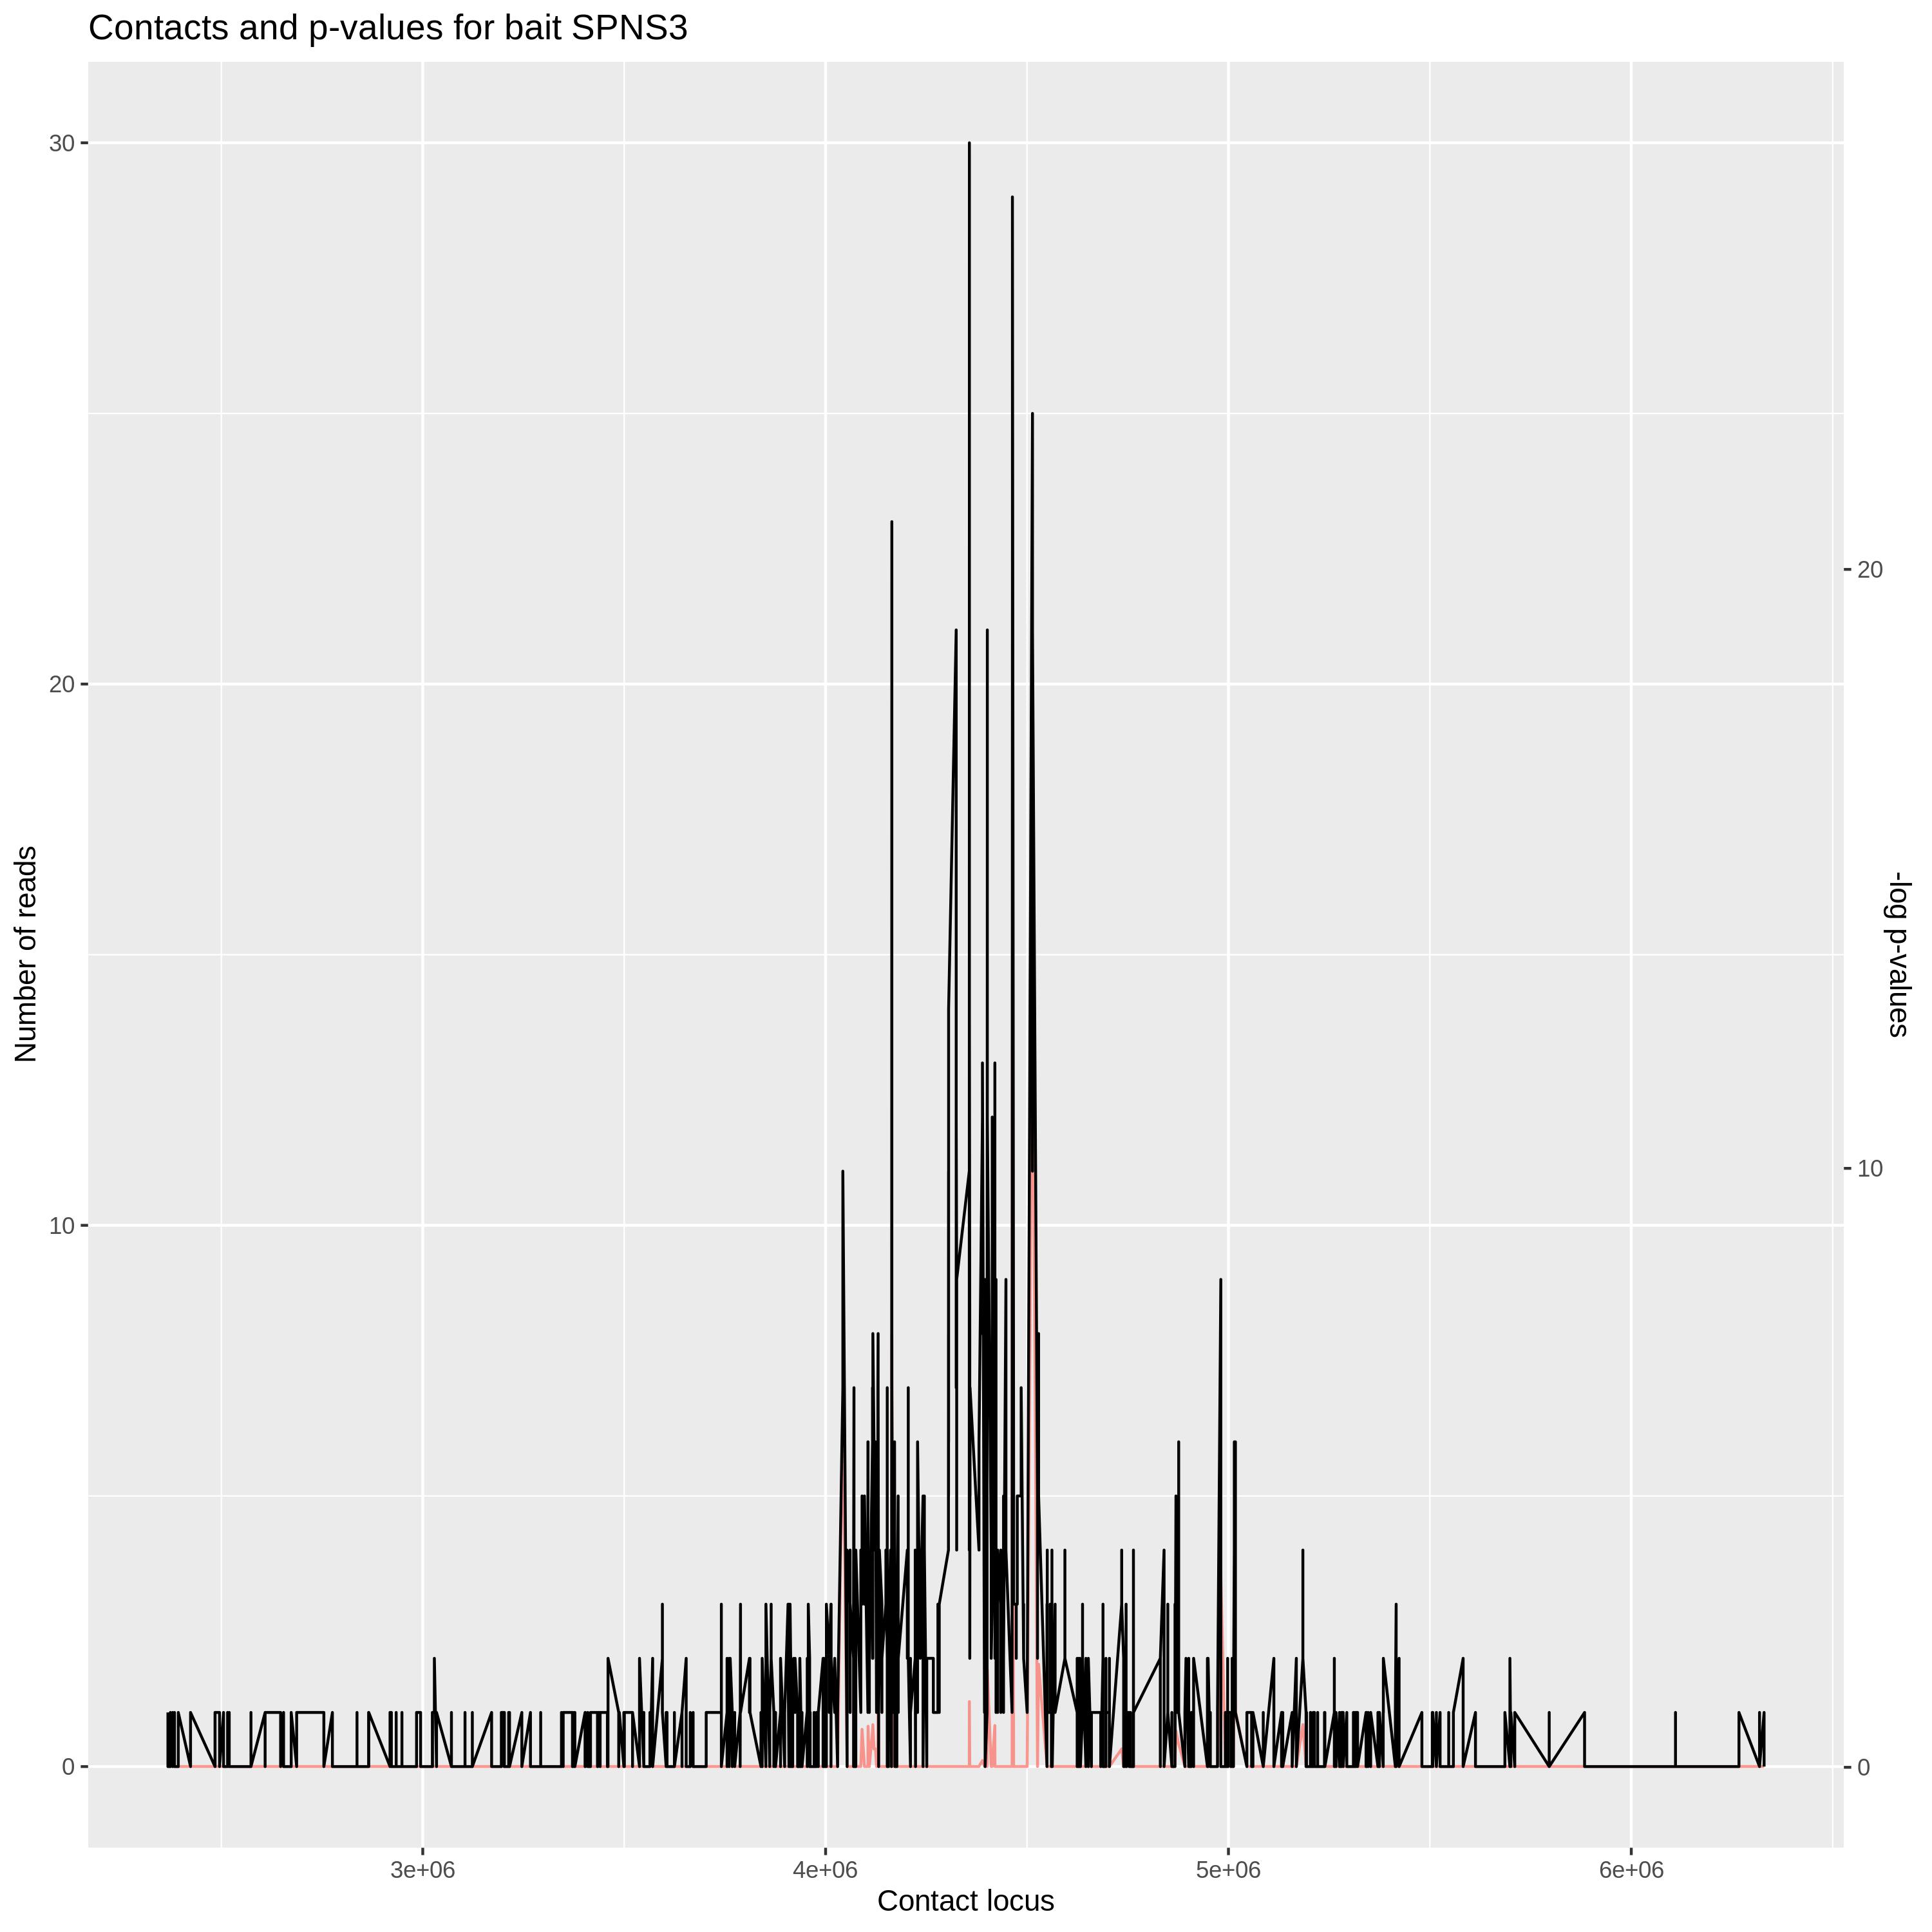 Contacts and p-values for bait SPNS3
30
20
10
0
Number of reads
20
10
0
-log p-values
3e+06
4e+06
5e+06
6e+06
Contact locus